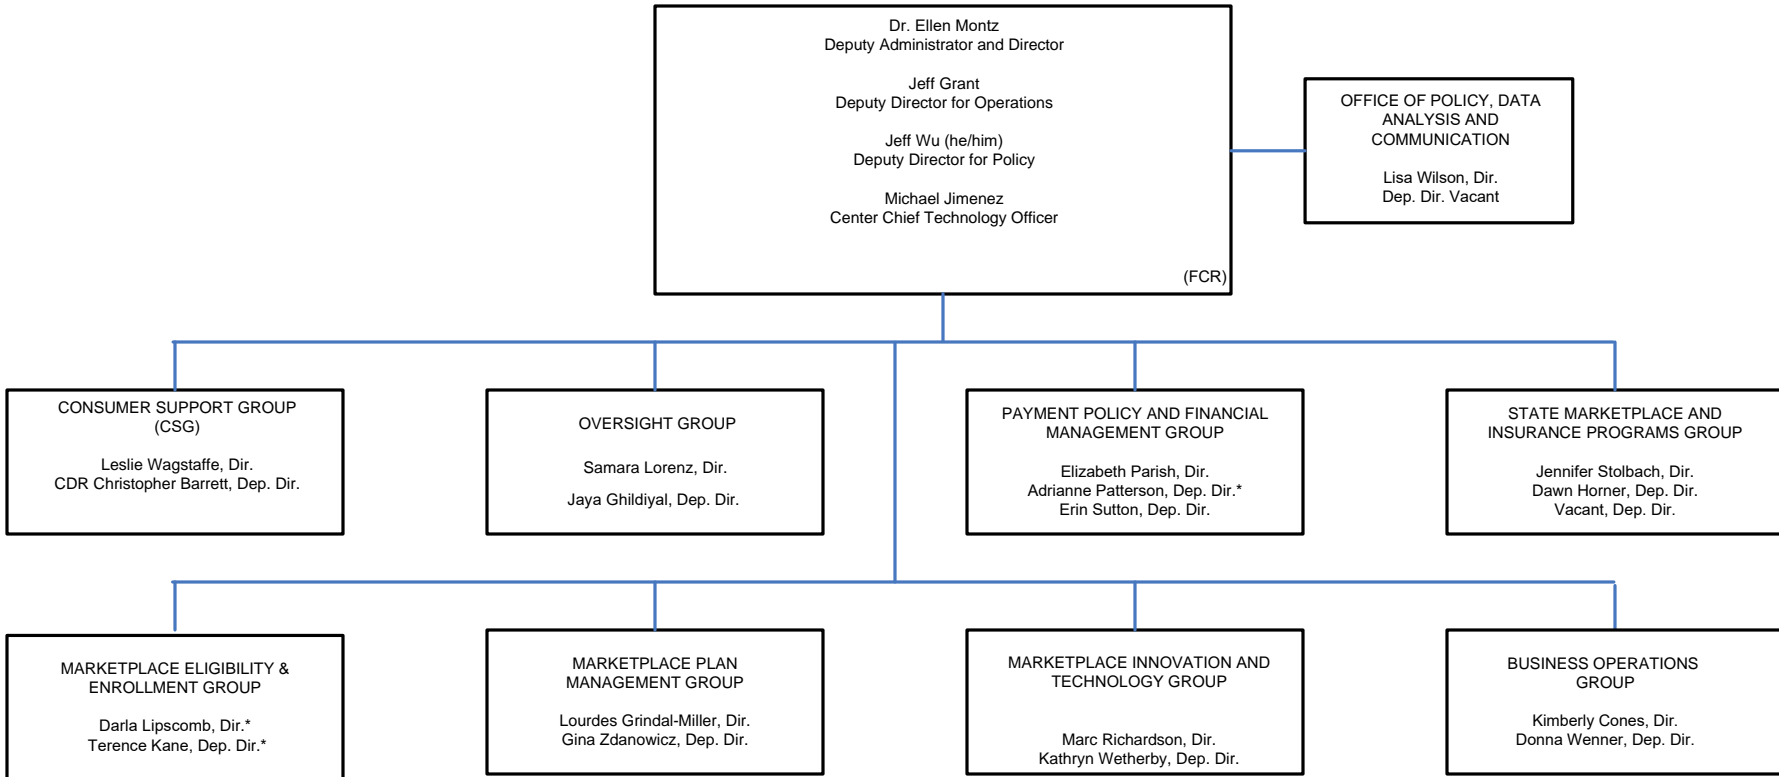 Dr. Ellen Montz
Deputy Administrator and Director
Jeff Grant
Deputy Director for Operations
Jeff Wu (he/him)
Deputy Director for Policy
Michael Jimenez
Center Chief Technology Officer
(FCR)
OFFICE OF POLICY, DATA
ANALYSIS AND
COMMUNICATION
Lisa Wilson, Dir.
Dep. Dir. Vacant
CONSUMER SUPPORT GROUP
(CSG)
Leslie Wagstaffe, Dir.
CDR Christopher Barrett, Dep. Dir.
OVERSIGHT GROUP
Samara Lorenz, Dir.
Jaya Ghildiyal, Dep. Dir.
PAYMENT POLICY AND FINANCIAL
MANAGEMENT GROUP
Elizabeth Parish, Dir.
Adrianne Patterson, Dep. Dir.*
Erin Sutton, Dep. Dir.
STATE MARKETPLACE AND
INSURANCE PROGRAMS GROUP
Jennifer Stolbach, Dir.
Dawn Horner, Dep. Dir.
Vacant, Dep. Dir.
MARKETPLACE ELIGIBILITY &
ENROLLMENT GROUP
Darla Lipscomb, Dir.*
Terence Kane, Dep. Dir.*
MARKETPLACE PLAN
MANAGEMENT GROUP
Lourdes Grindal-Miller, Dir.
Gina Zdanowicz, Dep. Dir.
MARKETPLACE INNOVATION AND
TECHNOLOGY GROUP
Marc Richardson, Dir.
Kathryn Wetherby, Dep. Dir.
BUSINESS OPERATIONS
GROUP
Kimberly Cones, Dir.
Donna Wenner, Dep. Dir.